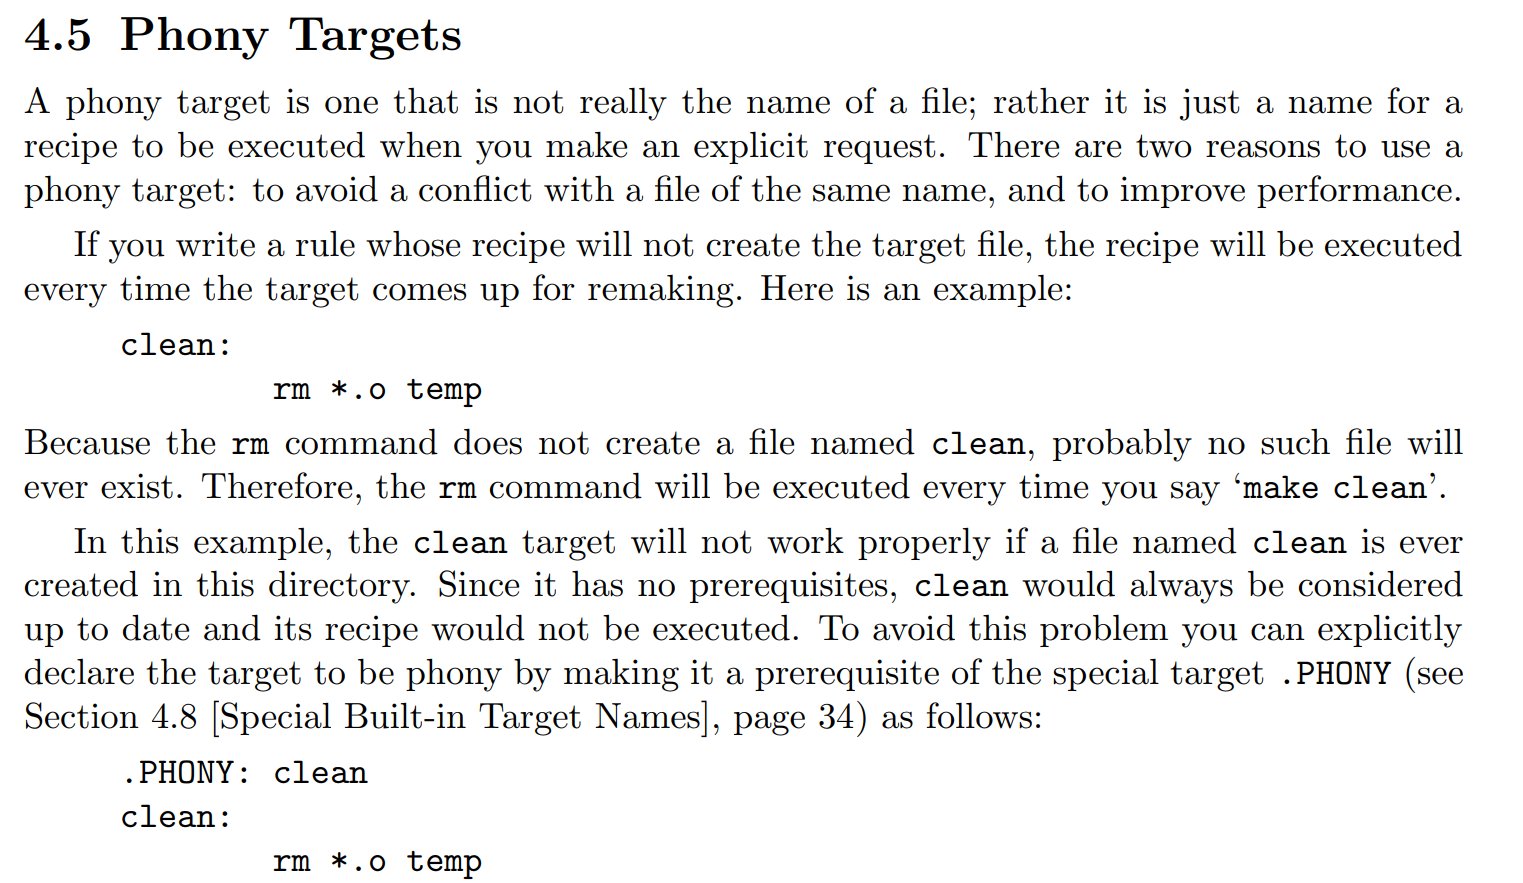 4.5 Phony Targets
A phony target is one that is not really the name of a file; rather it is just a name for a
recipe to be executed when you make an explicit request. There are two reasons to use a
phony target: to avoid a conflict with a file of the same name, and to improve performance.
If you write a rule whose recipe will not create the target file, the recipe will be executed
every time the target comes up for remaking. Here is an example:
clean:
rm *.o temp
Because the rm command does not create a file named clean, probably no such file will
ever exist. Therefore, the rm command will be executed every time you say ‘make clean’.
In this example, the clean target will not work properly if a file named clean is ever
created in this directory. Since it has no prerequisites, clean would always be considered
up to date and its recipe would not be executed. To avoid this problem you can explicitly
declare the target to be phony by making it a prerequisite of the special target .PHONY (see
Section 4.8 [Special Built-in Target Names], page 34) as follows:
.PHONY: clean
clean:
rm *.o temp